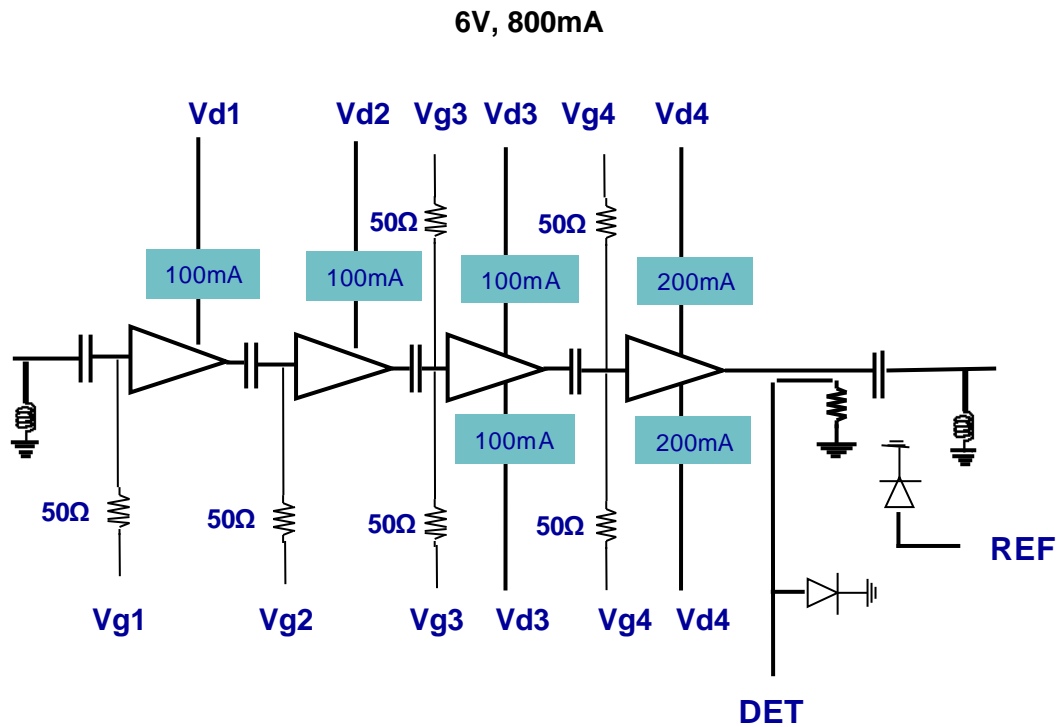 6V, 800mA
Vd1 Vd2 Vg3 Vd3 Vg4 Vd4
50Ω 50Ω
100mA 100mA 100mA 200mA
100mA 200mA
50Ω 50Ω 50Ω 50Ω
REF
Vg1 Vg2 Vg3 Vd3 Vg4 Vd4
DET